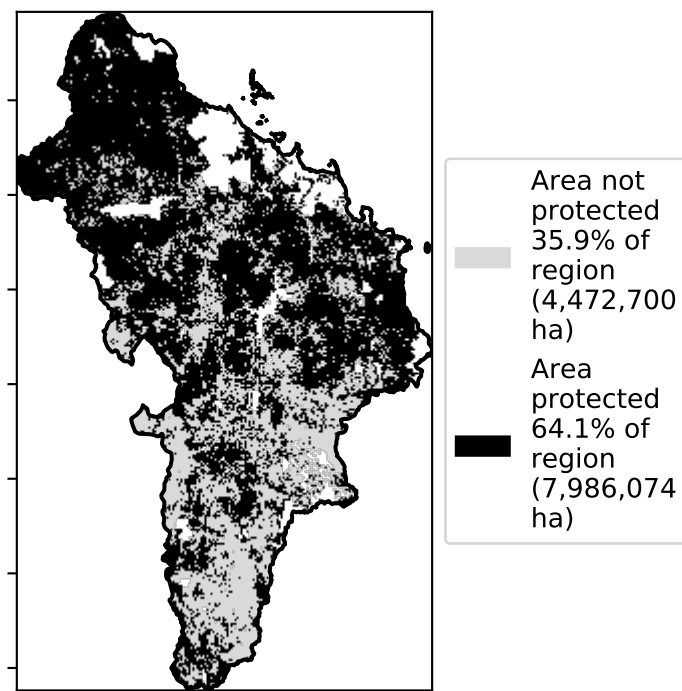 Area not
protected
35.9% of
region
(4,472,700
ha)
Area
protected
64.1% of
region
(7,986,074
ha)